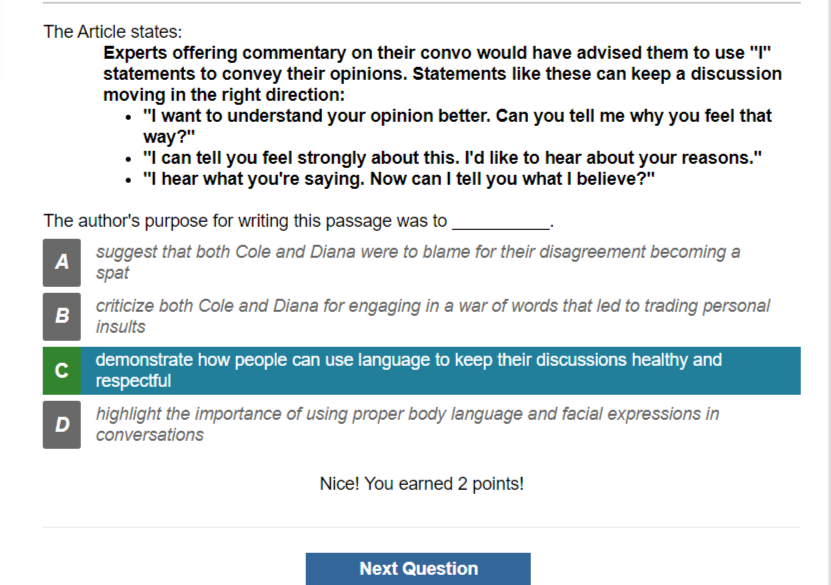 The Article states:
Experts offering commentary on their convo would have advised them to use "I"
statements to convey their opinions. Statements like these can keep a discussion
moving in the right direction:
• "I want to understand your opinion better. Can you tell me why you feel that
way?"
• "I can tell you feel strongly about this. I'd like to hear about your reasons."
• "I hear what you're saying. Now can I tell you what I believe?"
The author's purpose for writing this passage was to __________.
A suggest that both Cole and Diana were to blame for their disagreement becoming a
spat
B criticize both Cole and Diana for engaging in a war of words that led to trading personal
insults
C demonstrate how people can use language to keep their discussions healthy and
respectful
D highlight the importance of using proper body language and facial expressions in
conversations
Nice! You earned 2 points!
Next Question